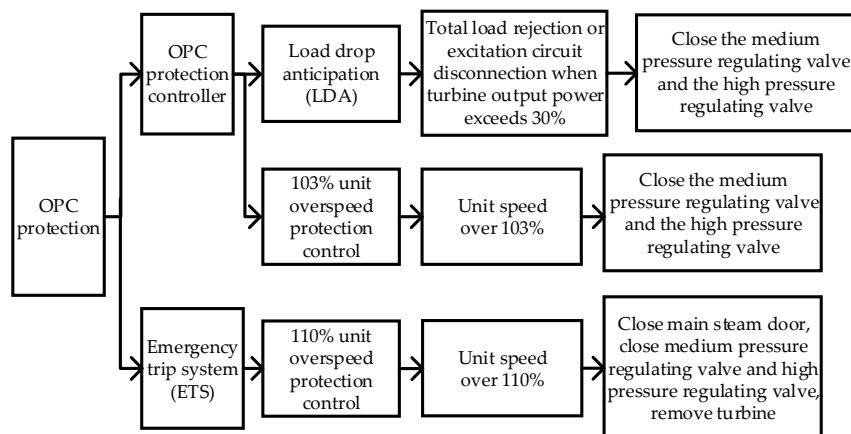 OPC
protection
OPC
protection
controller
Load drop
anticipation
(LDA)
Total load rejection or
excitation circuit
disconnection when
turbine output power
exceeds 30%
Close the medium
pressure regulating valve
and the high pressure
regulating valve
103% unit
overspeed
protection
control
Unit speed
over 103%
Close the medium
pressure regulating valve
and the high pressure
regulating valve
Emergency
trip system
(ETS)
110% unit
overspeed
protection
control
Unit speed
over 110%
Close main steam door,
close medium pressure
regulating valve and high
pressure regulating valve,
remove turbine